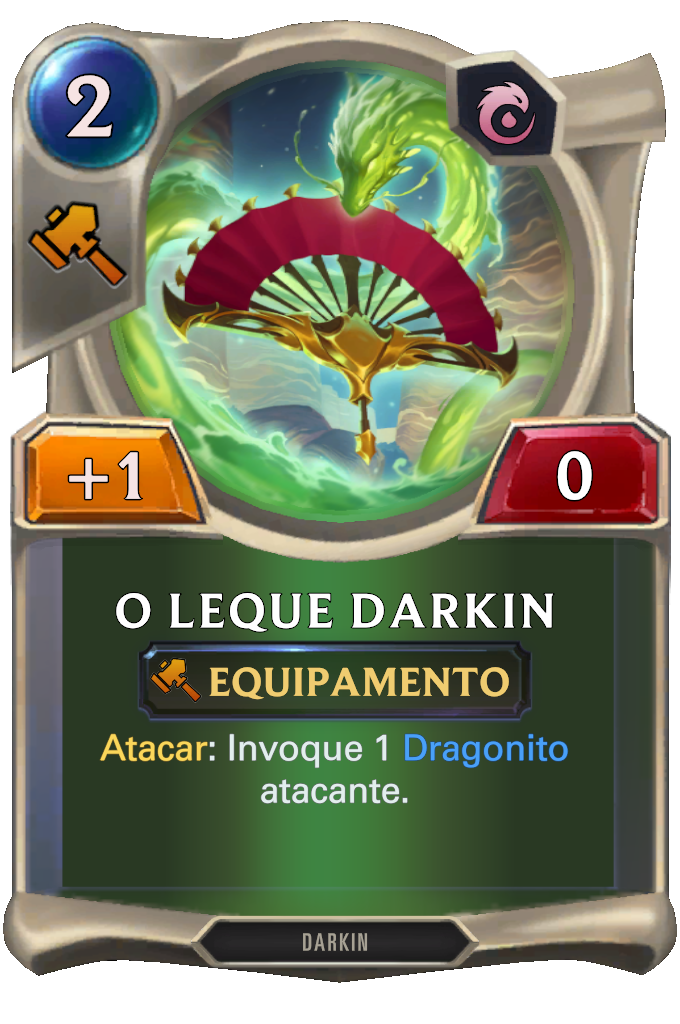 2
+1
0
O LEQUE DARKIN
EQUIPAMENTO
Atacar: Invoque 1 Dragonito
atacante.
DARKIN